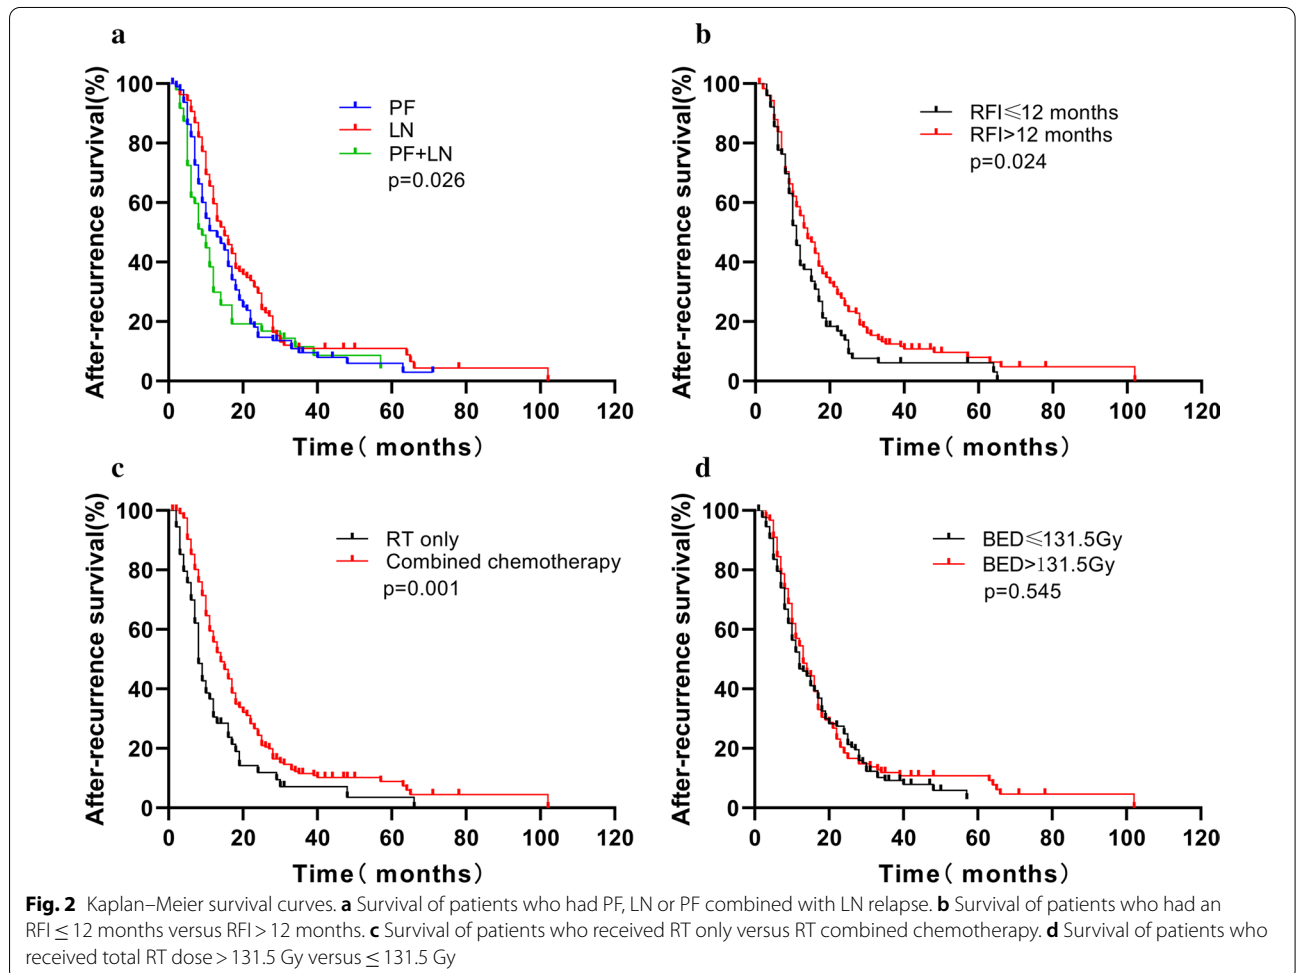 a
After-recurrence survival(%)
100
80
60
40
20
0
PF
LN
PF+LN
p=0.026
0 20 40 60 80 100 120
Time( months)
b
After-recurrence survival(%)
100
80
60
40
20
0
RFI≤12 months
RFI>12 months
p=0.024
0 20 40 60 80 100 120
Time( months)
c
After-recurrence survival(%)
100
80
60
40
20
0
RT only
Combined chemotherapy
p=0.001
0 20 40 60 80 100 120
Time( months)
d
After-recurrence survival(%)
100
80
60
40
20
0
BED≤131.5Gy
BED>131.5Gy
p=0.545
0 20 40 60 80 100 120
Time( months)
Fig. 2 Kaplan–Meier survival curves. a Survival of patients who had PF, LN or PF combined with LN relapse. b Survival of patients who had an
RFI ≤ 12 months versus RFI > 12 months. c Survival of patients who received RT only versus RT combined chemotherapy. d Survival of patients who
received total RT dose > 131.5 Gy versus ≤ 131.5 Gy